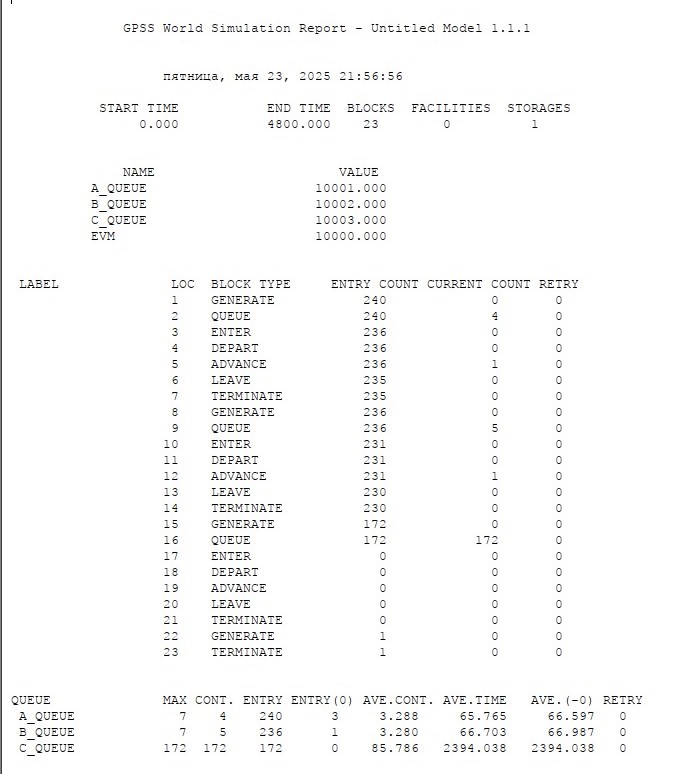 GPSS World Simulation Report - Untitled Model 1.1.1
пятница, мая 23, 2025 21:56:56
START TIME END TIME BLOCKS FACILITIES STORAGES
0.000 4800.000 23 0 1
NAME VALUE
A_QUEUE 10001.000
B_QUEUE 10002.000
C_QUEUE 10003.000
EVM 10000.000
LABEL LOC BLOCK TYPE ENTRY COUNT CURRENT COUNT RETRY
1 GENERATE 240 0 0
2 QUEUE 240 4 0
3 ENTER 236 0 0
4 DEPART 236 0 0
5 ADVANCE 236 1 0
6 LEAVE 235 0 0
7 TERMINATE 235 0 0
8 GENERATE 236 0 0
9 QUEUE 236 5 0
10 ENTER 231 0 0
11 DEPART 231 0 0
12 ADVANCE 231 1 0
13 LEAVE 230 0 0
14 TERMINATE 230 0 0
15 GENERATE 172 0 0
16 QUEUE 172 172 0
17 ENTER 0 0 0
18 DEPART 0 0 0
19 ADVANCE 0 0 0
20 LEAVE 0 0 0
21 TERMINATE 0 0 0
22 GENERATE 1 0 0
23 TERMINATE 1 0 0
QUEUE MAX CONT. ENTRY ENTRY(0) AVE.CONT. AVE.TIME AVE.(-0) RETRY
A_QUEUE 7 4 240 3 3.288 65.765 66.597 0
B_QUEUE 7 5 236 1 3.280 66.703 66.987 0
C_QUEUE 172 172 172 0 85.786 2394.038 2394.038 0